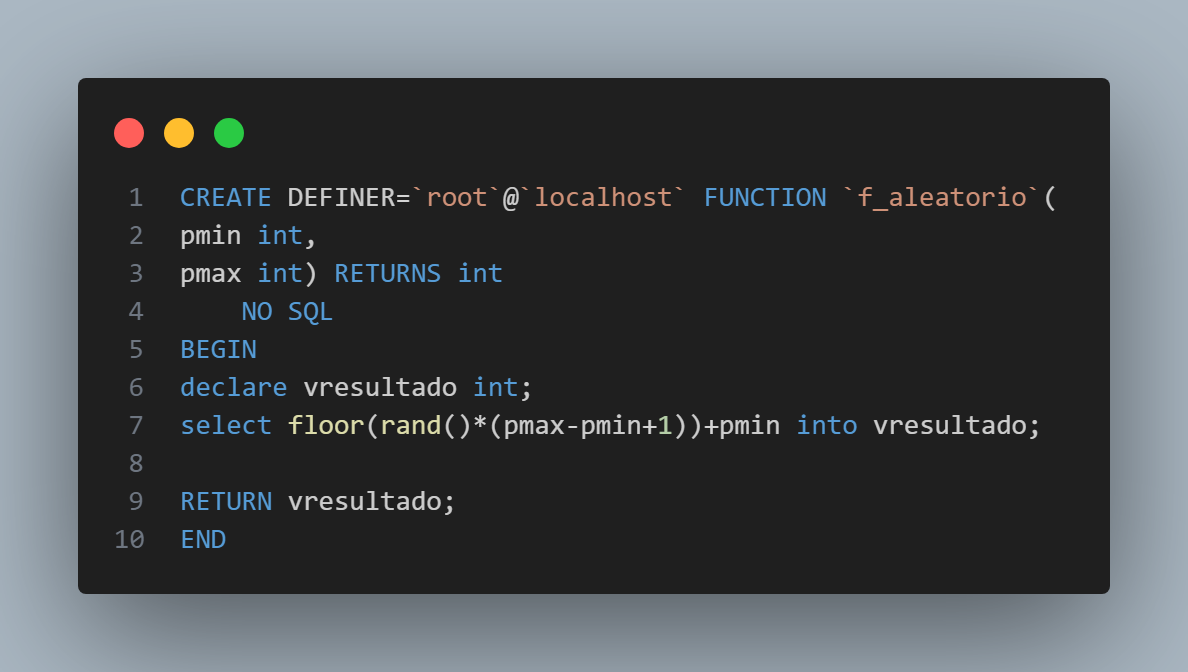 1 CREATE DEFINER=`root`@`localhost` FUNCTION `f_aleatorio`(
2 pmin int,
3 pmax int) RETURNS int
4     NO SQL
5 BEGIN
6 declare vresultado int;
7 select floor(rand()*(pmax-pmin+1))+pmin into vresultado;
8
9 RETURN vresultado;
10 END